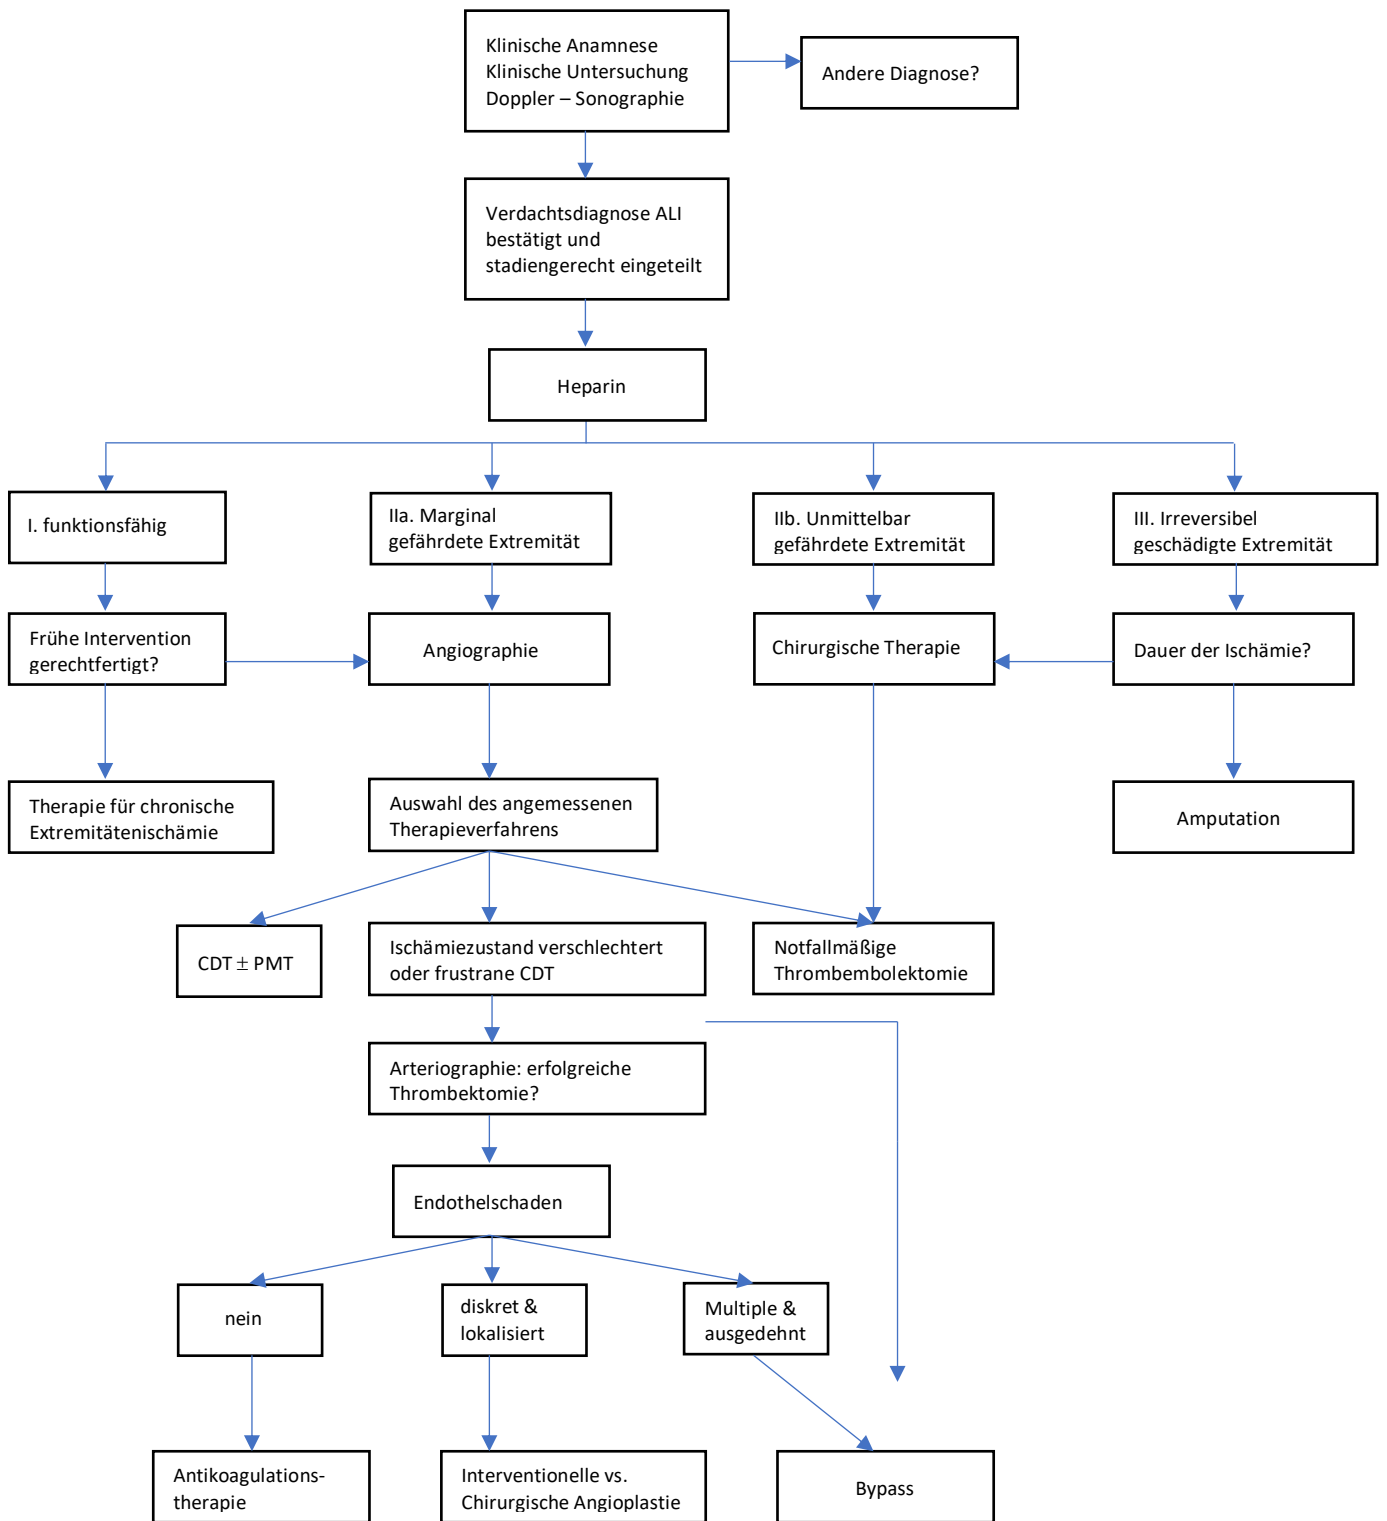 Klinische Anamnese
Klinische Untersuchung
Doppler – Sonographie
Andere Diagnose?
Verdachtsdiagnose ALI
bestätigt und
stadiengerecht eingeteilt
Heparin
I. funktionsfähig
IIa. Marginal
gefährdete Extremität
IIb. Unmittelbar
gefährdete Extremität
III. Irreversibel
geschädigte Extremität
Frühe Intervention
gerechtfertigt?
Angiographie
Chirurgische Therapie
Dauer der Ischämie?
Therapie für chronische
Extremitätenischämie
Auswahl des angemessenen
Therapieverfahrens
Amputation
CDT ± PMT
Ischämiezustand verschlechtert
oder frustrane CDT
Notfallmäßige
Thrombembolektomie
Arteriographie: erfolgreiche
Thrombektomie?
Endothelschaden
nein
diskret &
lokalisiert
Multiple &
ausgedehnt
Antikoagulations-
therapie
Interventionelle vs.
Chirurgische Angioplastie
Bypass